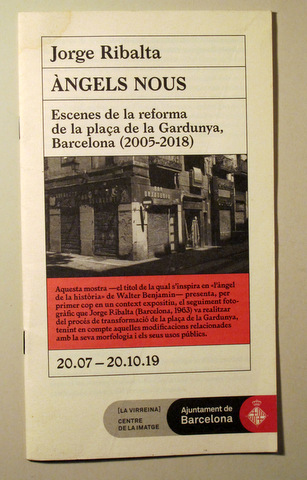 Jorge Ribalta
ÀNGELS NOUS
Escenes de la reforma
de la plaça de la Gardunya,
Barcelona (2005-2018)
Aquesta mostra —el títol de la qual s'inspira en «l'àngel
de la història» de Walter Benjamin— presenta, per
primer cop en un context expositiu, el seguiment foto-
gràfic que Jorge Ribalta (Barcelona, 1963) va realitzar
del procés de transformació de la plaça de la Gardunya,
tenint en compte aquelles modificacions relacionades
amb la seva morfologia i els seus usos públics.
20.07 – 20.10.19
[LA VIRREINA]
CENTRE
DE LA IMATGE
Ajuntament de
Barcelona